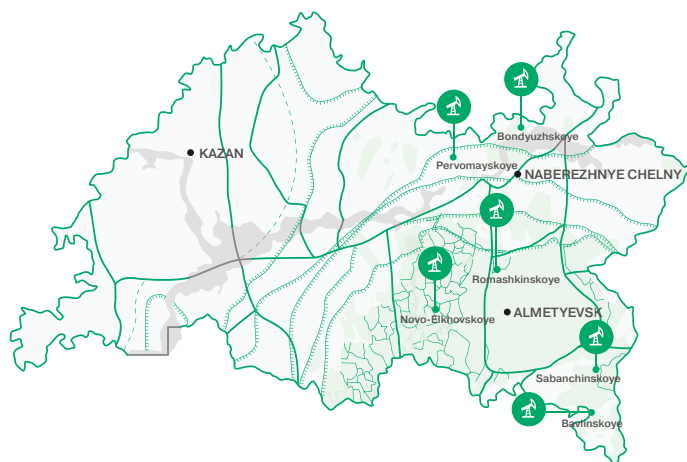 Bondyuzhskoye
KAZAN
Pervomayskoye
NABEREZHNYE CHELNY
Romashkinskoye
ALMETYEVSK
Novo-Elkhovskoye
Sabanchinskoye
Bavlinskoye